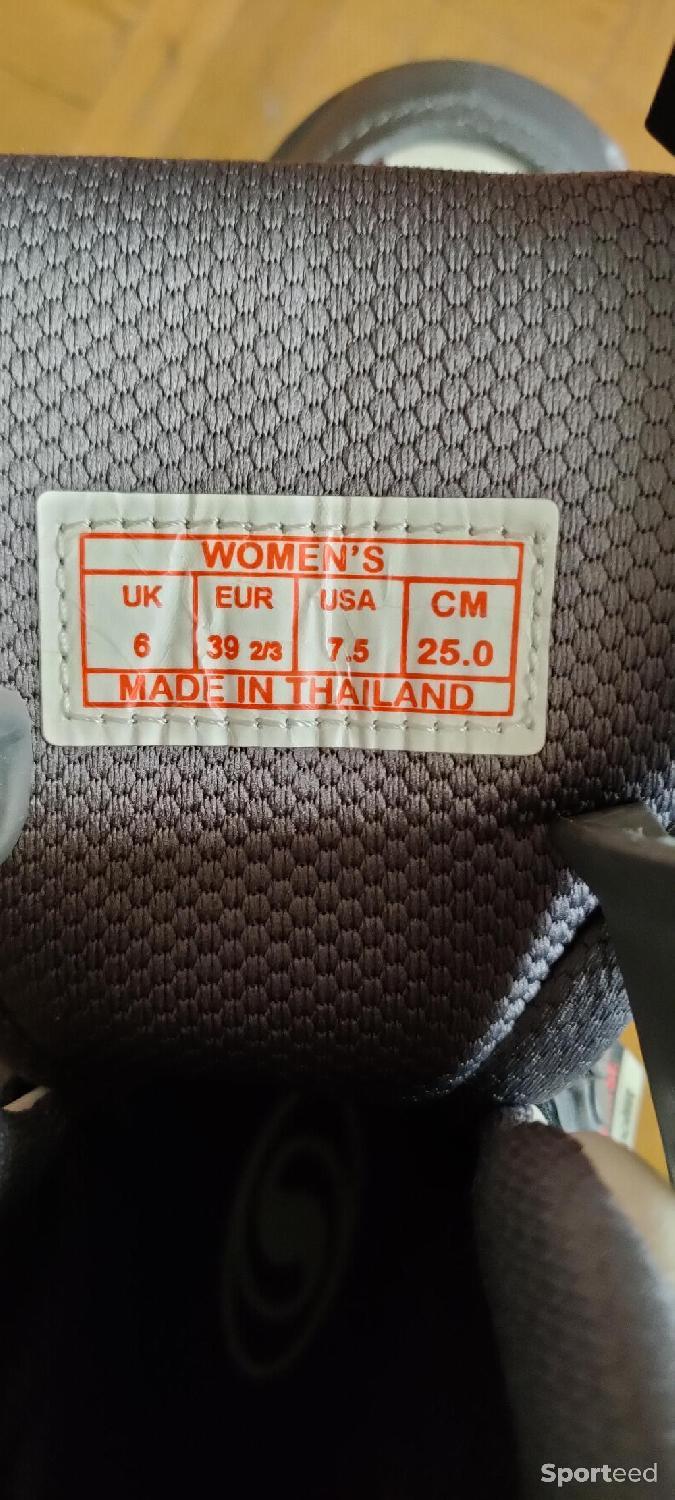 WOMEN'S
UK EUR USA CM
6 39 2/3 7.5 25.0
MADE IN THAILAND
Sporteed